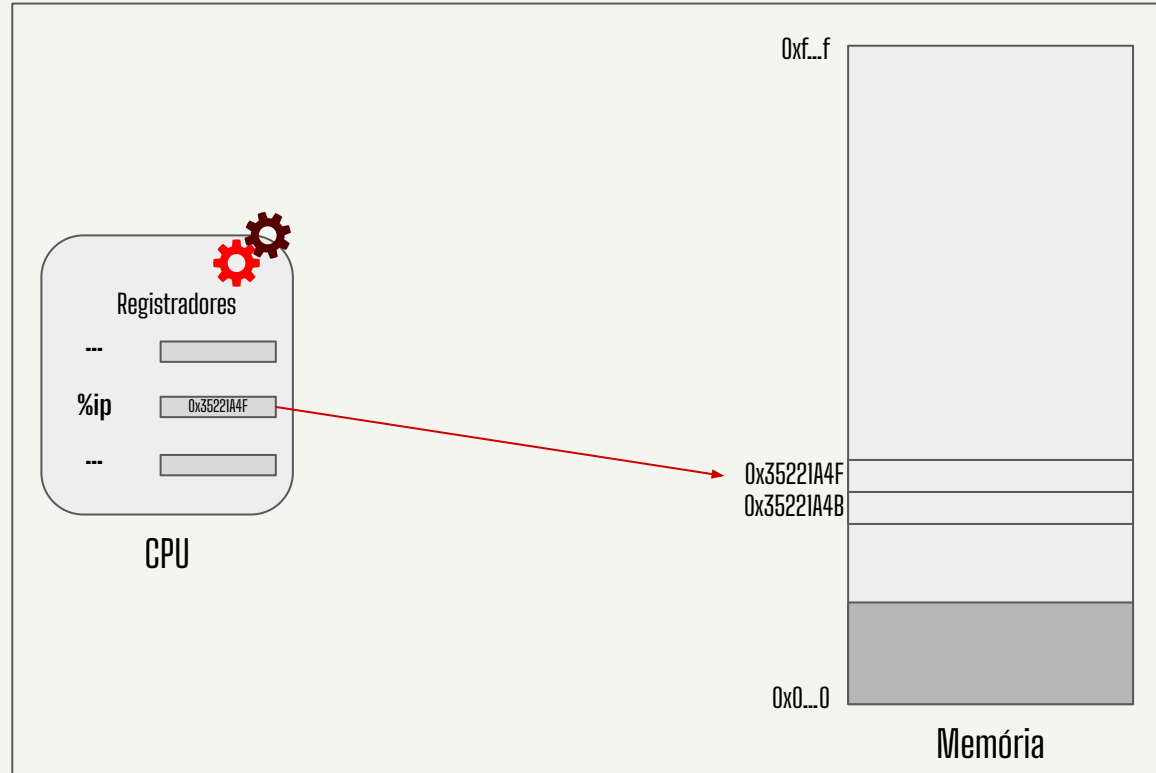 0xf...f
Registradores
---
%ip 0x35221A4F
---
CPU
0x35221A4F
0x35221A4B
0x0...0
Memória